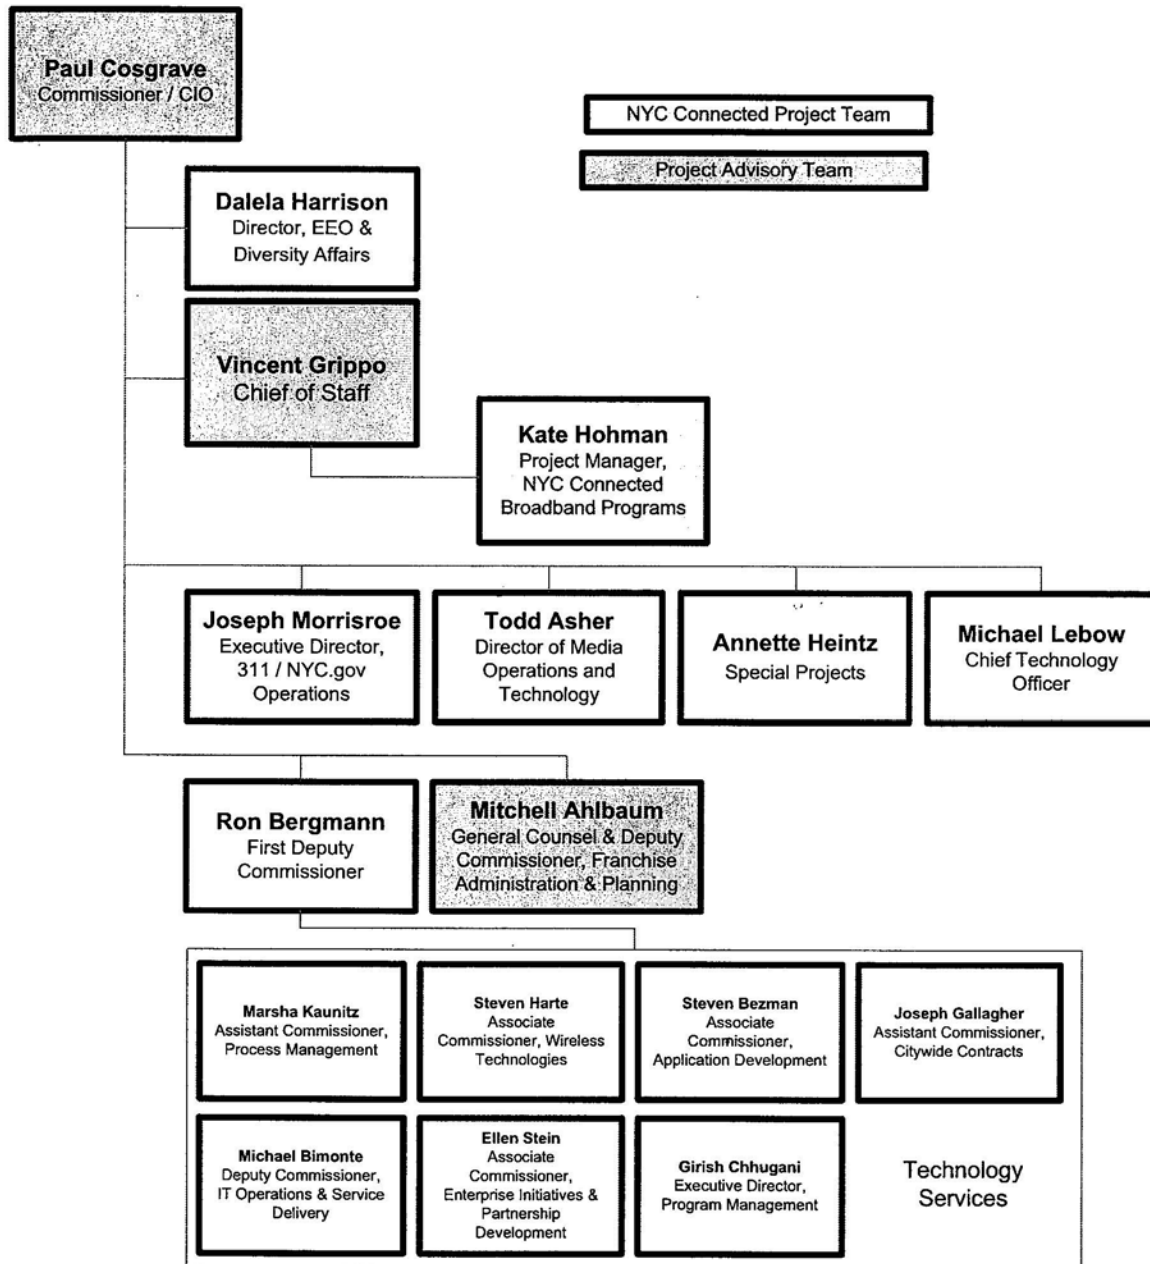 Paul Cosgrave
Commissioner / CIO
NYC Connected Project Team
Project Advisory Team
Dalela Harrison
Director, EEO &
Diversity Affairs
Vincent Grippo
Chief of Staff
Kate Hohman
Project Manager,
NYC Connected
Broadband Programs
Joseph Morrisroe
Executive Director,
311 / NYC.gov
Operations
Todd Asher
Director of Media
Operations and
Technology
Annette Heintz
Special Projects
Michael Lebow
Chief Technology
Officer
Ron Bergmann
First Deputy
Commissioner
Mitchell Ahlbaum
General Counsel & Deputy
Commissioner, Franchise
Administration & Planning
Marsha Kaunitz
Assistant Commissioner,
Process Management
Steven Harte
Associate
Commissioner, Wireless
Technologies
Steven Bezman
Associate
Commissioner,
Application Development
Joseph Gallagher
Assistant Commissioner,
Citywide Contracts
Michael Bimonte
Deputy Commissioner,
IT Operations & Service
Delivery
Ellen Stein
Associate
Commissioner,
Enterprise Initiatives &
Partnership
Development
Girish Chhugani
Executive Director,
Program Management
Technology
Services